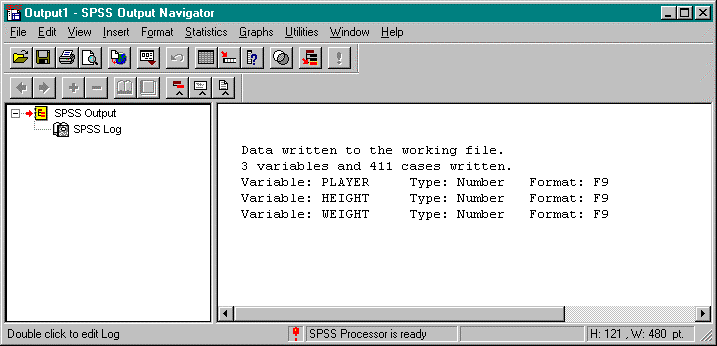 Output1 - SPSS Output Navigator
File Edit View Insert Format Statistics Graphs Utilities Window Help
SPSS Output
SPSS Log
Data written to the working file.
3 variables and 411 cases written.
Variable: PLAYER Type: Number Format: F9
Variable: HEIGHT Type: Number Format: F9
Variable: WEIGHT Type: Number Format: F9
Double click to edit Log SPSS Processor is ready H: 121 , W: 480 pt.